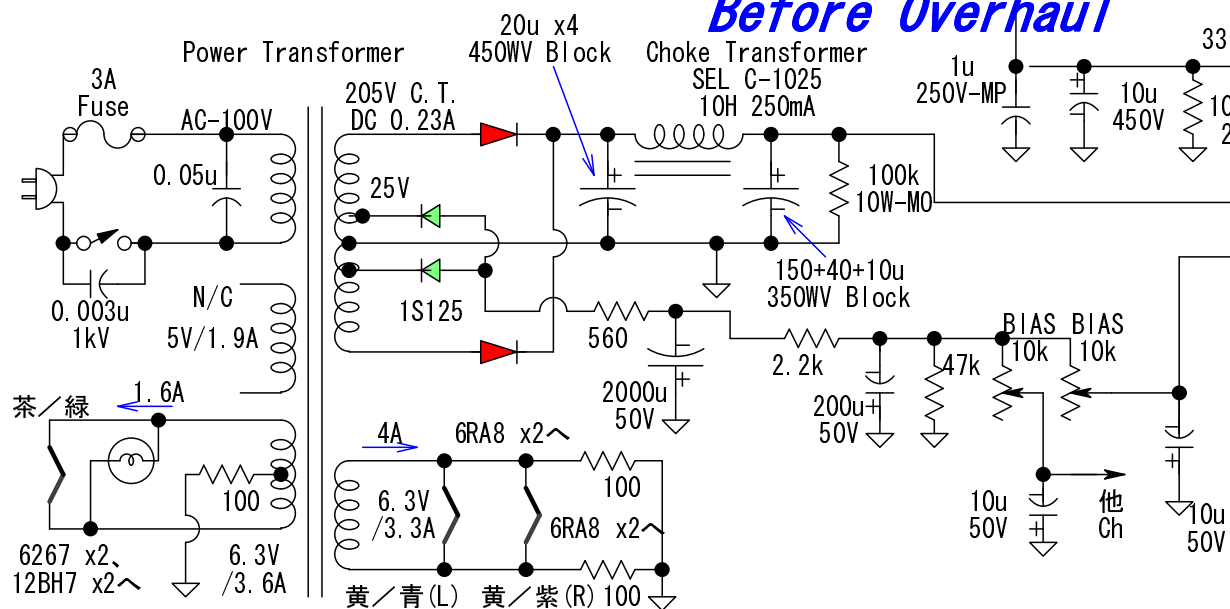 Before Overhaul
Power Transformer
20u x4
450WV Block
Choke Transformer
SEL C-1025
10H 250mA
1u
250V-MP
10u
450V
33
10
2
3A
Fuse
AC-100V
205V C.T.
DC 0.23A
0.05u
25V
100k
10W-MO
0.003u
1kV
N/C
5V/1.9A
1S125
150+40+10u
350WV Block
560
2000u
50V
2.2k
200u
50V
47k
BIAS
10k
BIAS
10k
茶/緑
1.6A
100
6267 x2、
12BH7 x2へ
6.3V
/3.6A
4A
6RA8 x2へ
6.3V
/3.3A
6RA8 x2へ
100
100
黄/青(L)
黄/紫(R)
10u
50V
他
Ch
10u
50V